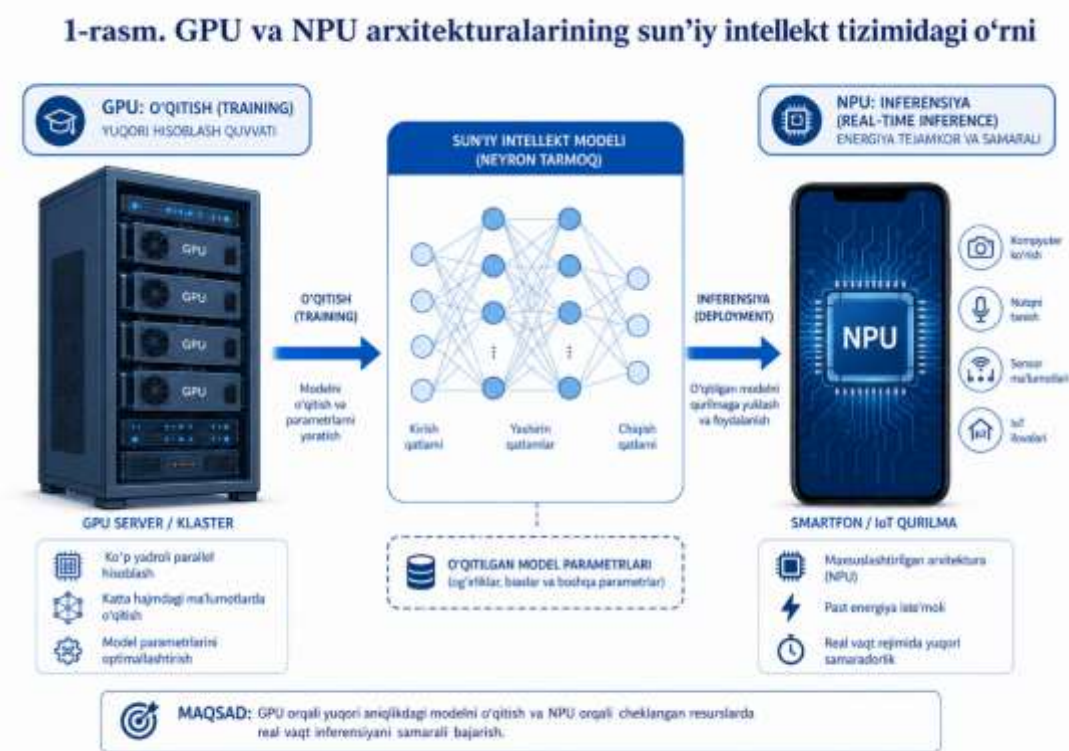 1-rasm. GPU va NPU arxitekturalarining sun’iy intellekt tizimidagi o‘rni
GPU: O‘QITISH (TRAINING)
YUQORI HISOBLASH QUVVATI
GPU
GPU
GPU
GPU
GPU SERVER / KLASTER
Ko‘p yadroli parallel
hisoblash
Katta hajmdagi ma’lumotlarda
o‘qitish
Model parametrlarini
optimallashtirish
O‘QITISH
(TRAINING)
Modelni
o‘qitish va
parametrlarni
yaratish
SUN’IY INTELLEKT MODELI
(NEYRON TARMOQ)
Kirish
qatlami
Yashirin
qatlamlar
Chiqish
qatlami
O‘QITILGAN MODEL PARAMETRLARI
(og‘irliklar, biaslar va boshqa parametrlar)
INFERENSIYA
(DEPLOYMENT)
O‘qitilgan modelni
qurilmaga yuklash
va foydalanish
NPU: INFERENSIYA
(REAL-TIME INFERENCE)
ENERGIYA TEJAMKOR VA SAMARALI
NPU
Kompyuter
ko‘rish
Nutqni
tanish
Sensor
ma’lumotlari
IoT
ilovalari
SMARTFON / IoT QURILMA
Maxsuslashtirilgan arxitektura
(NPU)
Past energiya iste’moli
Real vaqt rejimida yuqori
samaradorlik
MAQSAD: GPU orqali yuqori aniqlikdagi modelni o‘qitish va NPU orqali cheklangan resurslarda
real vaqt inferensiyani samarali bajarish.